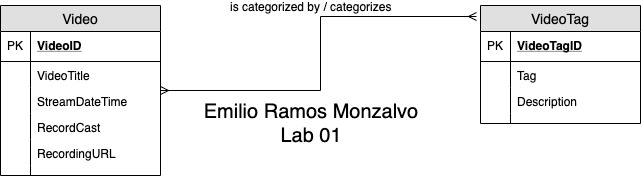 Video
PK VideoID
VideoTitle
StreamDateTime
RecordCast
RecordingURL
is categorized by / categorizes
VideoTag
PK VideoTagID
Tag
Description
Emilio Ramos Monzalvo
Lab 01